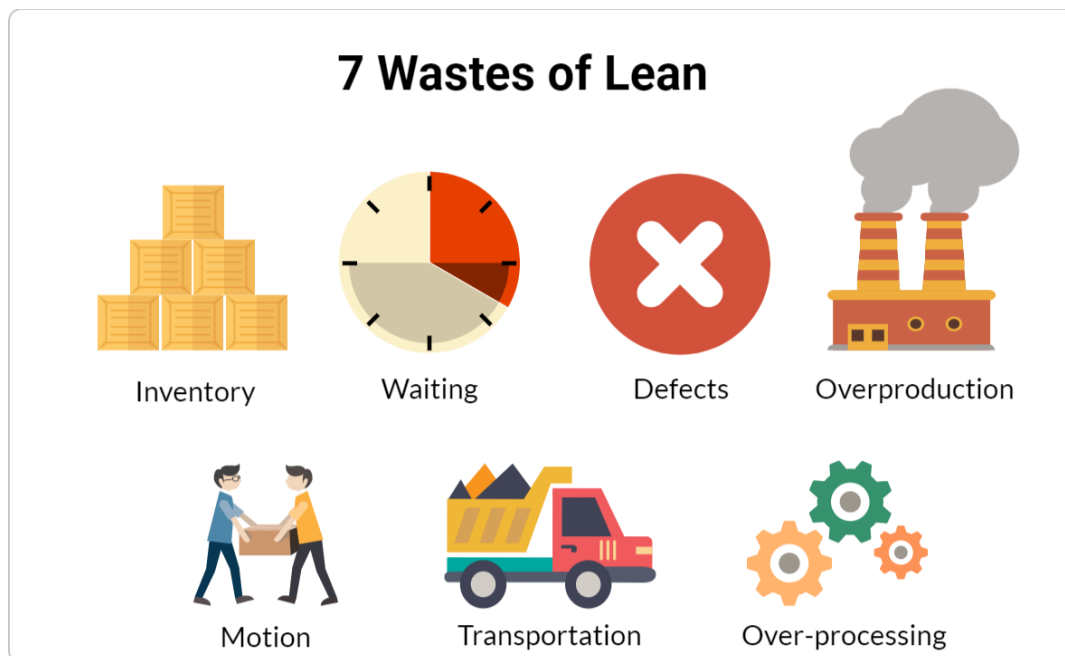 7 Wastes of Lean
Inventory
Waiting
Defects
Overproduction
Motion
Transportation
Over-processing